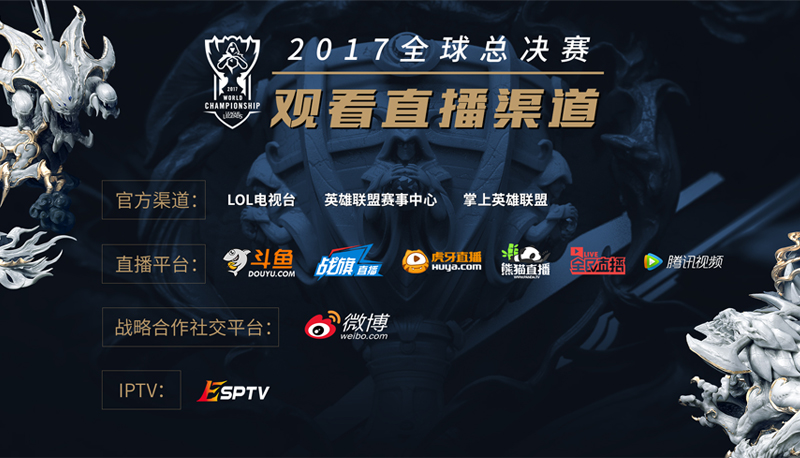 2017全球总决赛
2017
WORLD
CHAMPIONSHIP
LEGENDS
观看直播渠道
官方渠道： LOL电视台 英雄联盟赛事中心 掌上英雄联盟
直播平台： 斗鱼 战旗直播 虎牙直播 熊猫直播 全民直播 腾讯视频
DOUYU.COM Huya.com
战略合作社交平台： 微博
weibo.com
IPTV： ESPTV